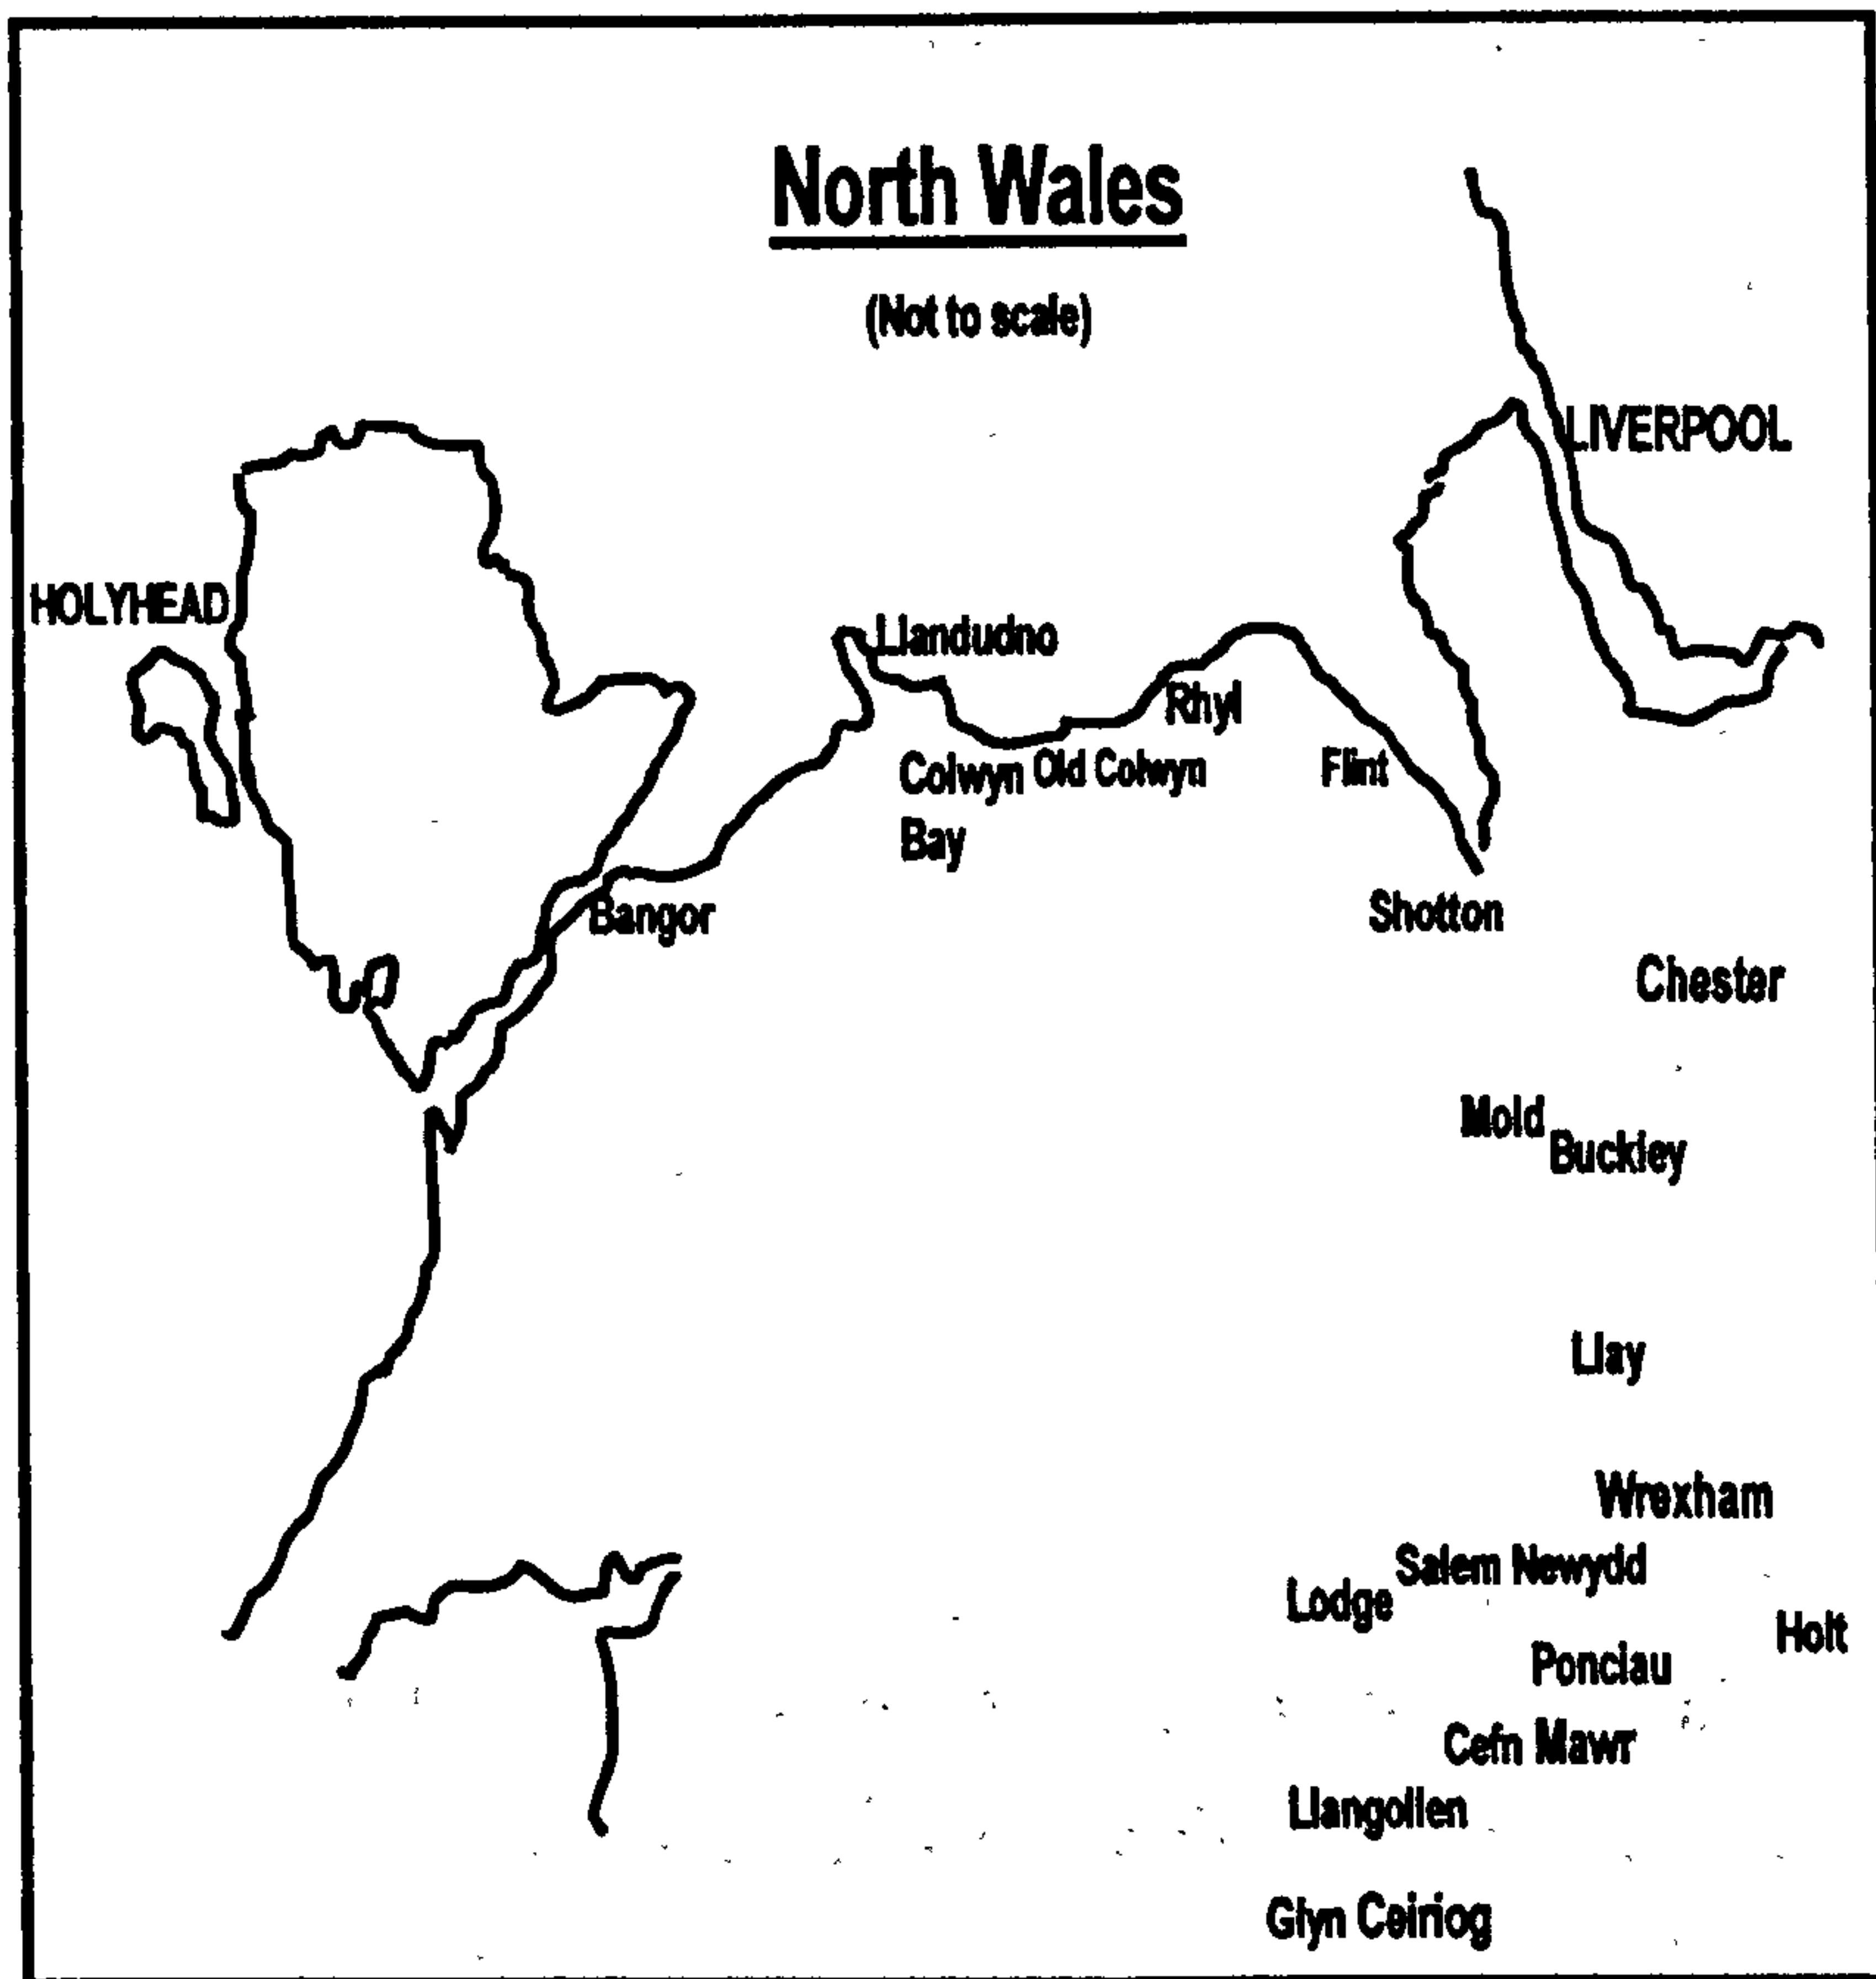 North Wales
(Not to scale)
LIVERPOOL
HOLYHEAD
Llandudno
Rhyl
Colwyn
Bay
Old Colwyn
Flint
Bangor
Shotton
Chester
Mold
Buckley
Llay
Wrexham
Salem Newydd
Lodge
Holt
Ponciau
Cefn Mawr
Llangollen
Glyn Ceiriog